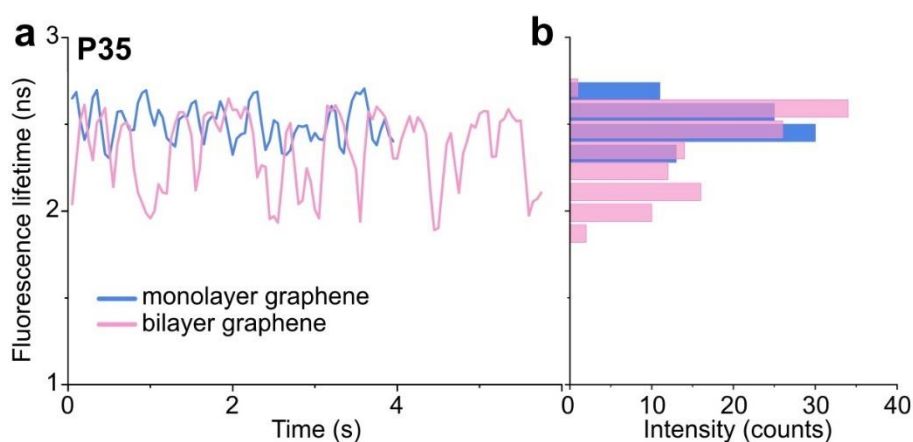 a
P35
b
3
2
1
Fluorescence lifetime (ns)
monolayer graphene
bilayer graphene
0 2 4
Time (s)
0 10 20 30 40
Intensity (counts)